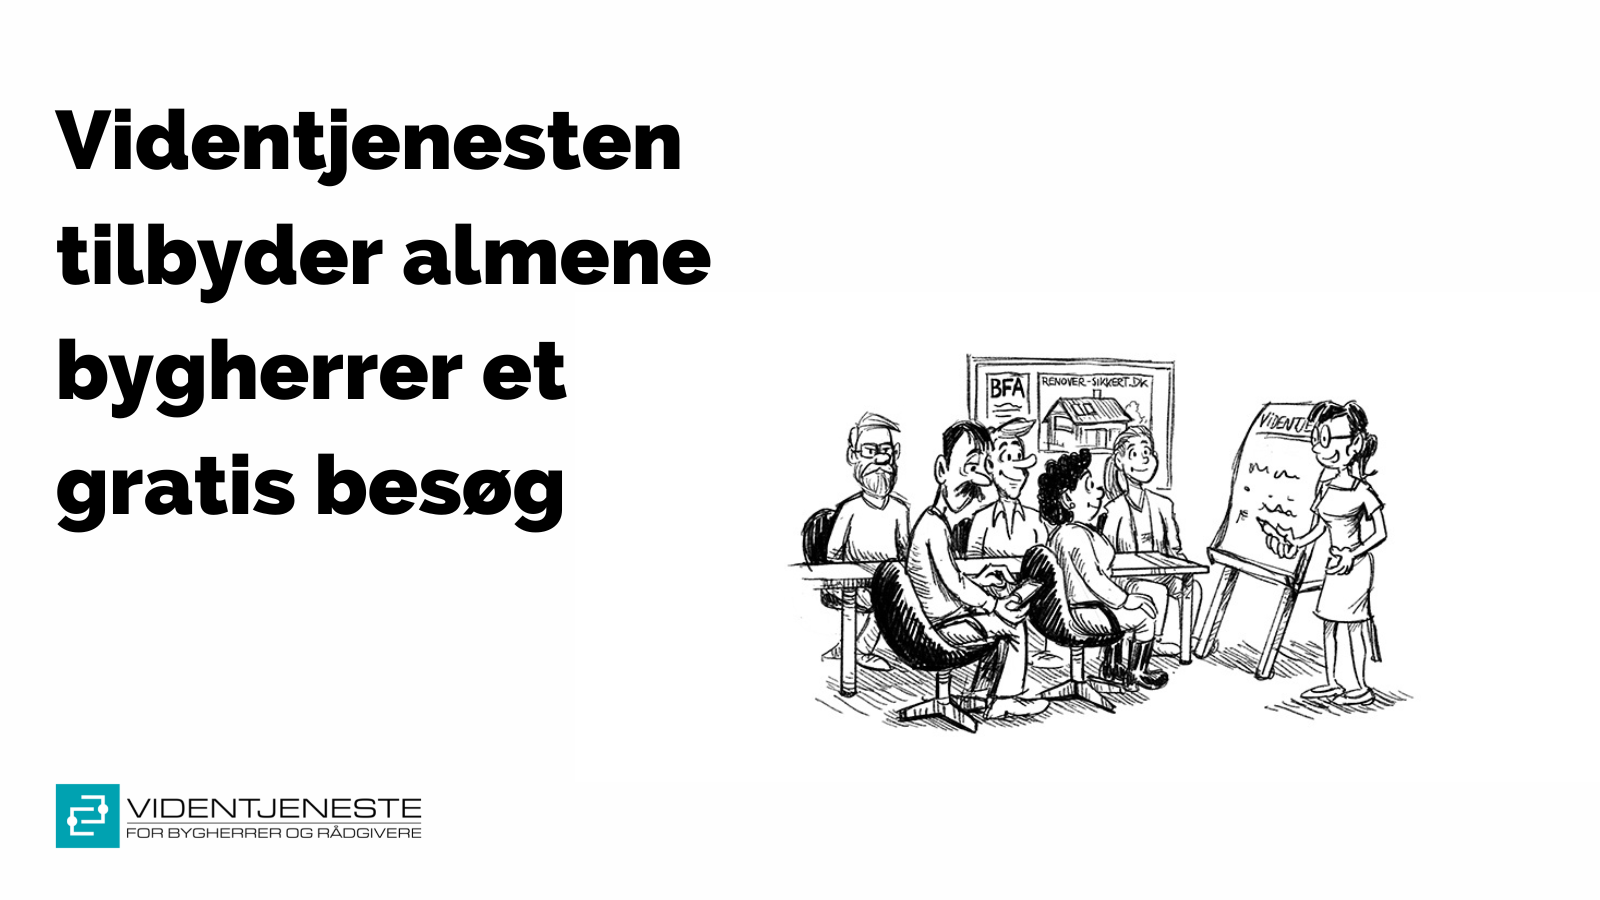 Videntjenesten
tilbyder almene
bygherrer et
gratis besøg
BFA
RENOVER-SIKKERT.DK
VIDENTJE
VIDENTJENESTE
FOR BYGHERRER OG RÅDGIVERE